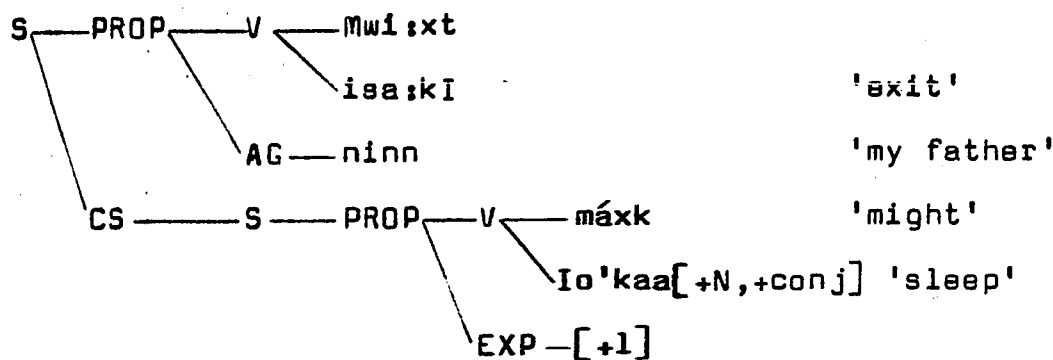 S PROP V Mwi:xt
isa:kI 'exit'
AG ninn 'my father'
CS S PROP V máxk 'might'
Io'kaa[+N,+conj] 'sleep'
EXP [+1]